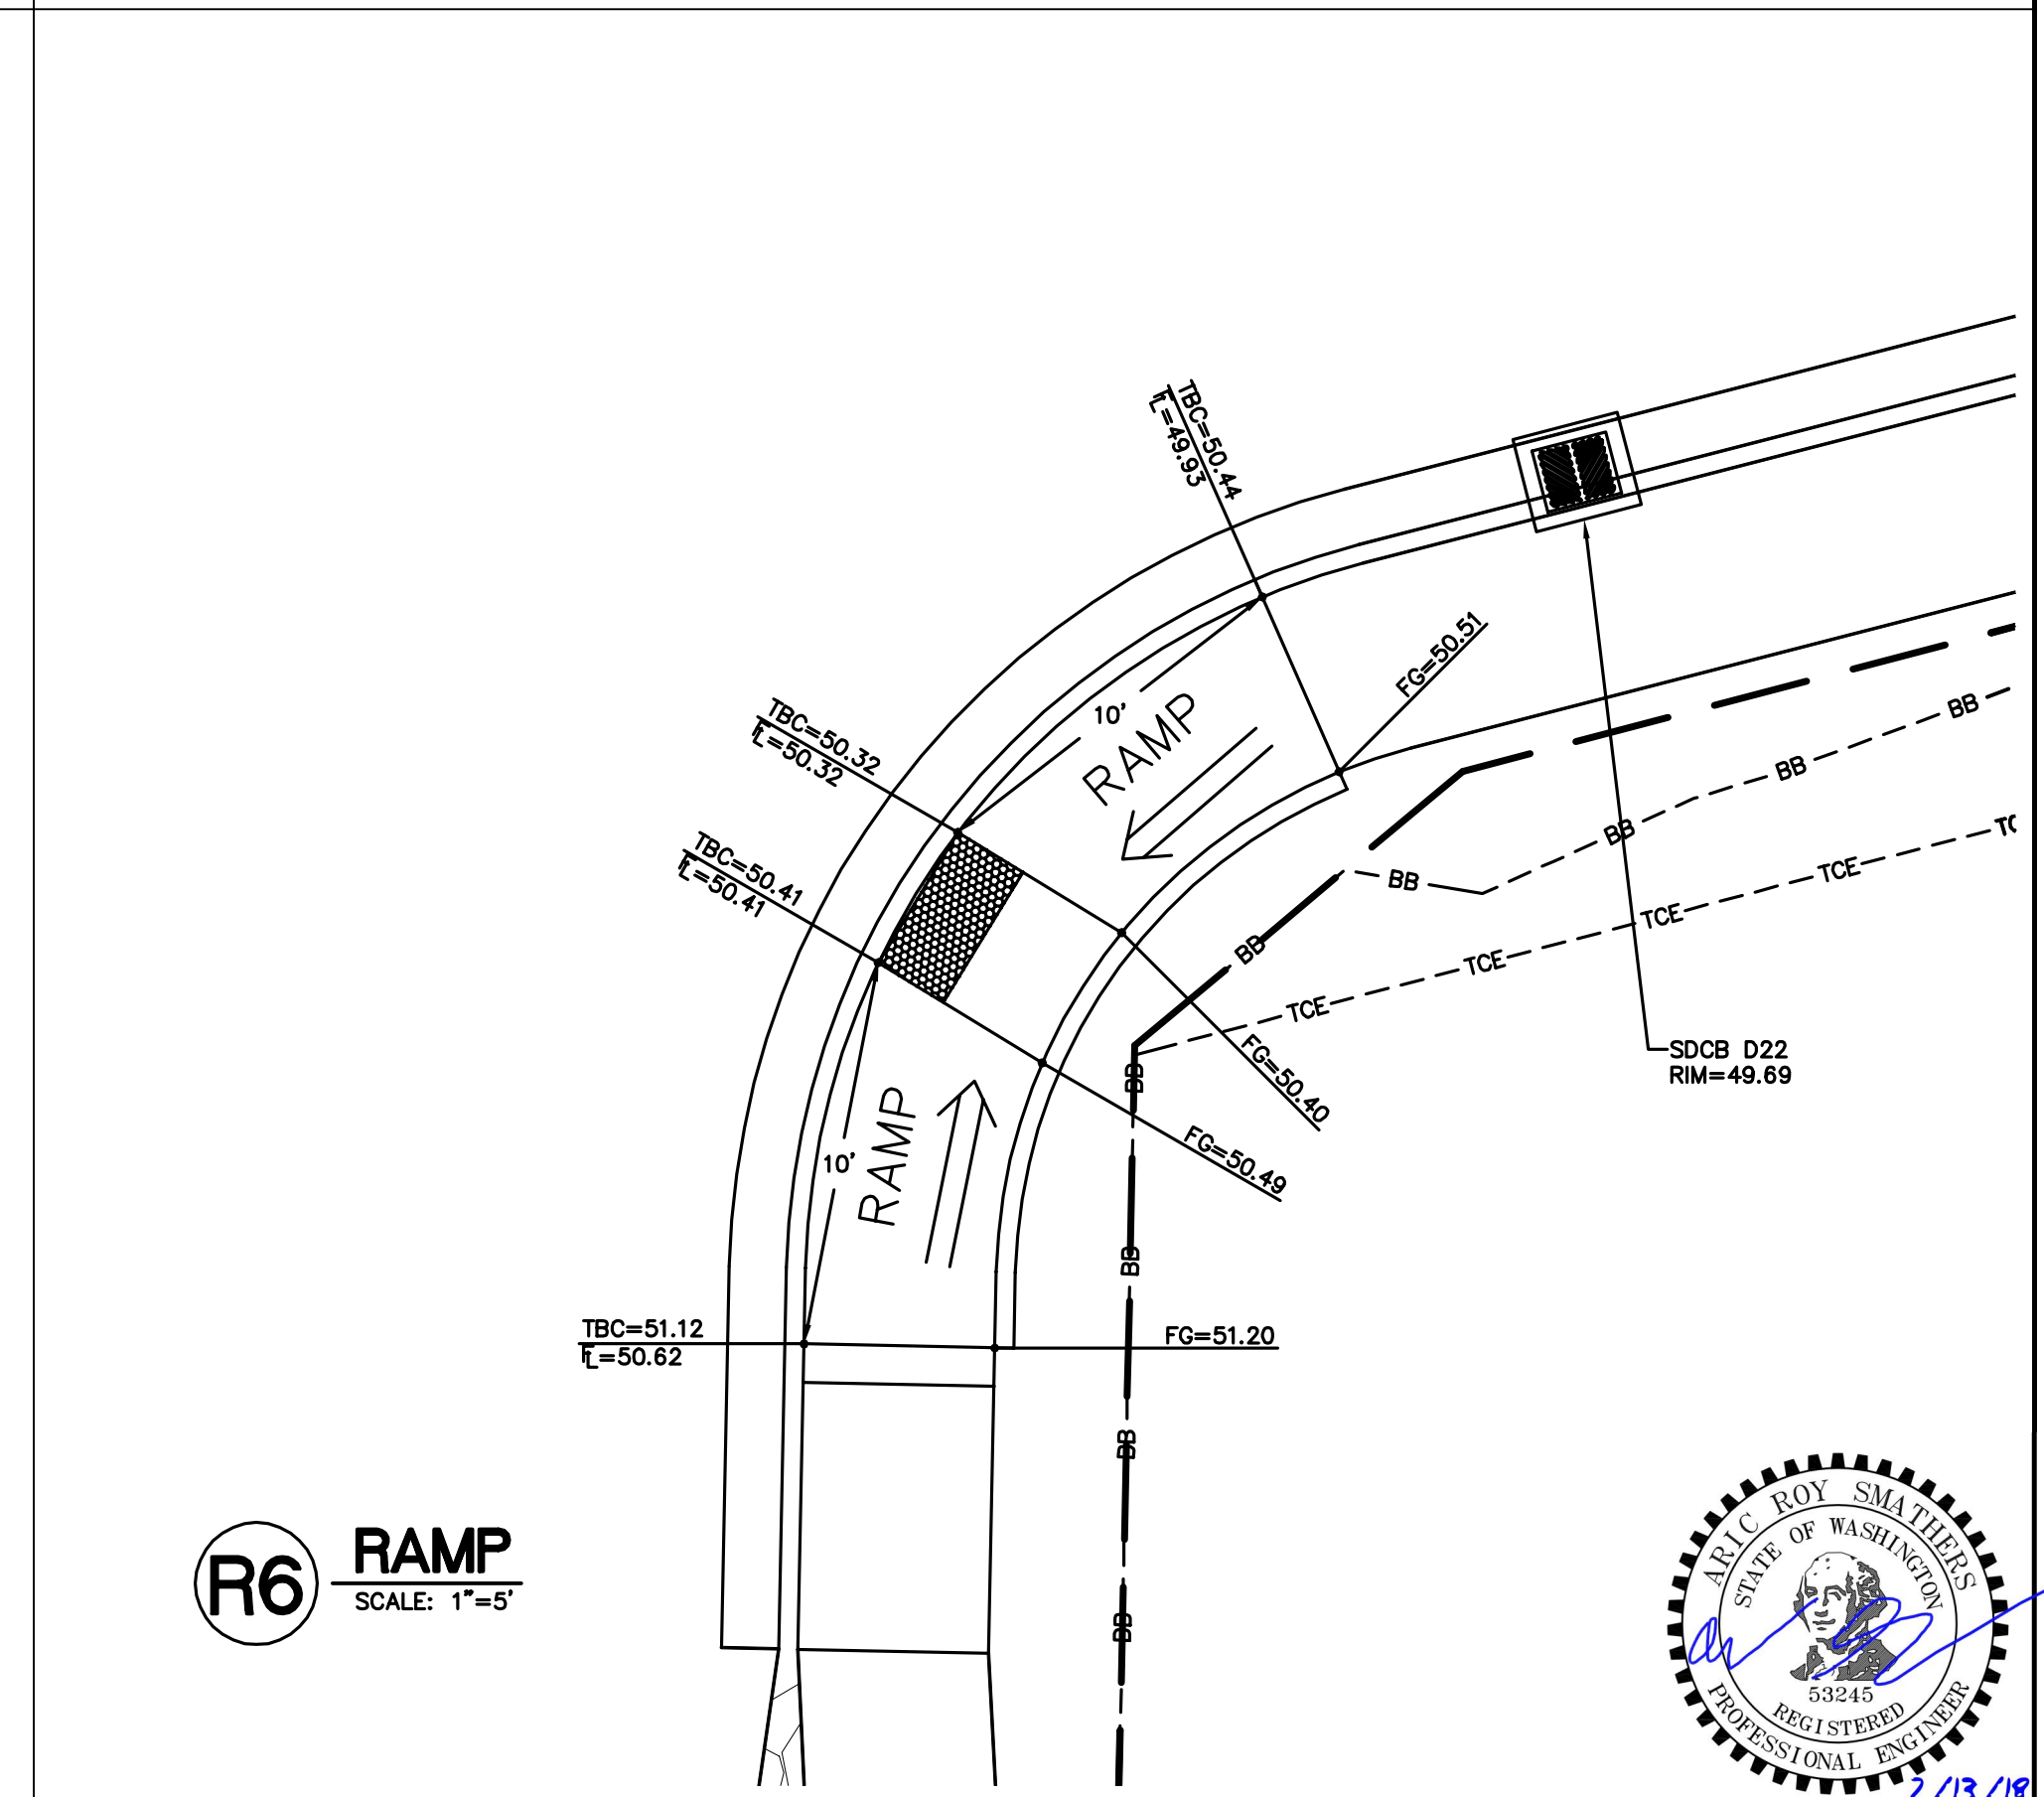 TBC=50.44
FL=49.93
FG=50.51
TBC=50.32
FL=50.32
10'
RAMP
TBC=50.41
FL=50.41
BB
BB
BB
BB
BB
TCE
TCE
TCE
TCE
FG=50.40
FG=50.49
SDCB D22
RIM=49.69
BB
RAMP
10'
BB
TBC=51.12
FL=50.62
FG=51.20
BB
BB
R6
RAMP
SCALE: 1"=5'
ARIC ROY SMATHERS
STATE OF WASHINGTON
53245
REGISTERED
PROFESSIONAL ENGINEER
2/13/18